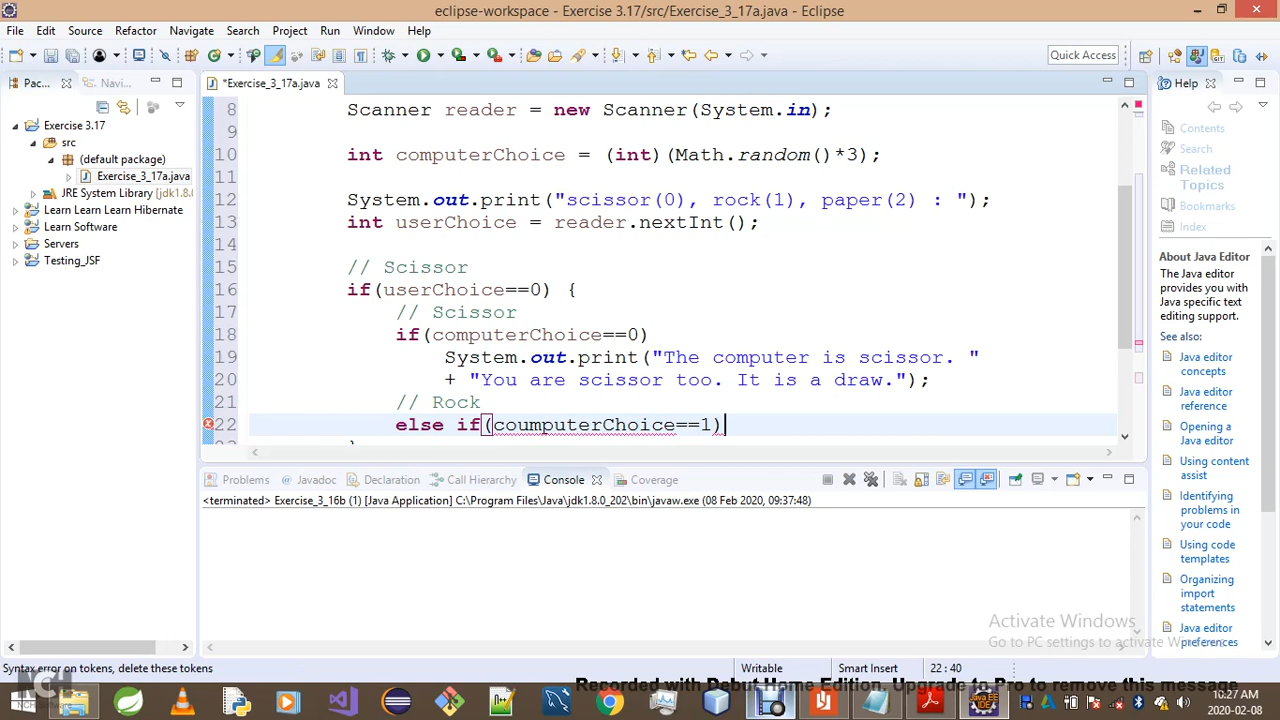 eclipse-workspace - Exercise 3.17/src/Exercise_3_17a.java - Eclipse
File Edit Source Refactor Navigate Search Project Run Window Help
Quick Access
Pac... Navi... *Exercise_3_17a.java Help
Exercise 3.17
src
(default package)
Exercise_3_17a.java
JRE System Library [jdk1.8.0_
Learn Learn Learn Hibernate
Learn Software
Servers
Testing_JSF
8 Scanner reader = new Scanner(System.in);
9
10 int computerChoice = (int)(Math.random()*3);
11
12 System.out.print("scissor(0), rock(1), paper(2) : ");
13 int userChoice = reader.nextInt();
14
15 // Scissor
16 if(userChoice==0) {
17 // Scissor
18 if(computerChoice==0)
19 System.out.print("The computer is scissor. "
20 + "You are scissor too. It is a draw.");
21 // Rock
22 else if(coumputerChoice==1)
Contents
Search
Related
Topics
Bookmarks
Index
About Java Editor
The Java editor
provides you with
Java specific text
editing support.
See also:
Java editor
concepts
Java editor
reference
Opening a
Java editor
Using content
assist
Identifying
problems in
your code
Using code
templates
Organizing
import
statements
Java editor
preferences
Problems Javadoc Declaration Call Hierarchy Console Coverage
<terminated> Exercise_3_16b (1) [Java Application] C:\Program Files\Java\jdk1.8.0_202\bin\javaw.exe (08 Feb 2020, 09:37:48)
Activate Windows
Go to PC settings to activate Windows.
Syntax error on tokens, delete these tokens Writable Smart Insert 22 : 40
NCH Software
Recorded with Debut Home Edition. Upgrade to Pro to remove this message
10:27 AM
2020-02-08